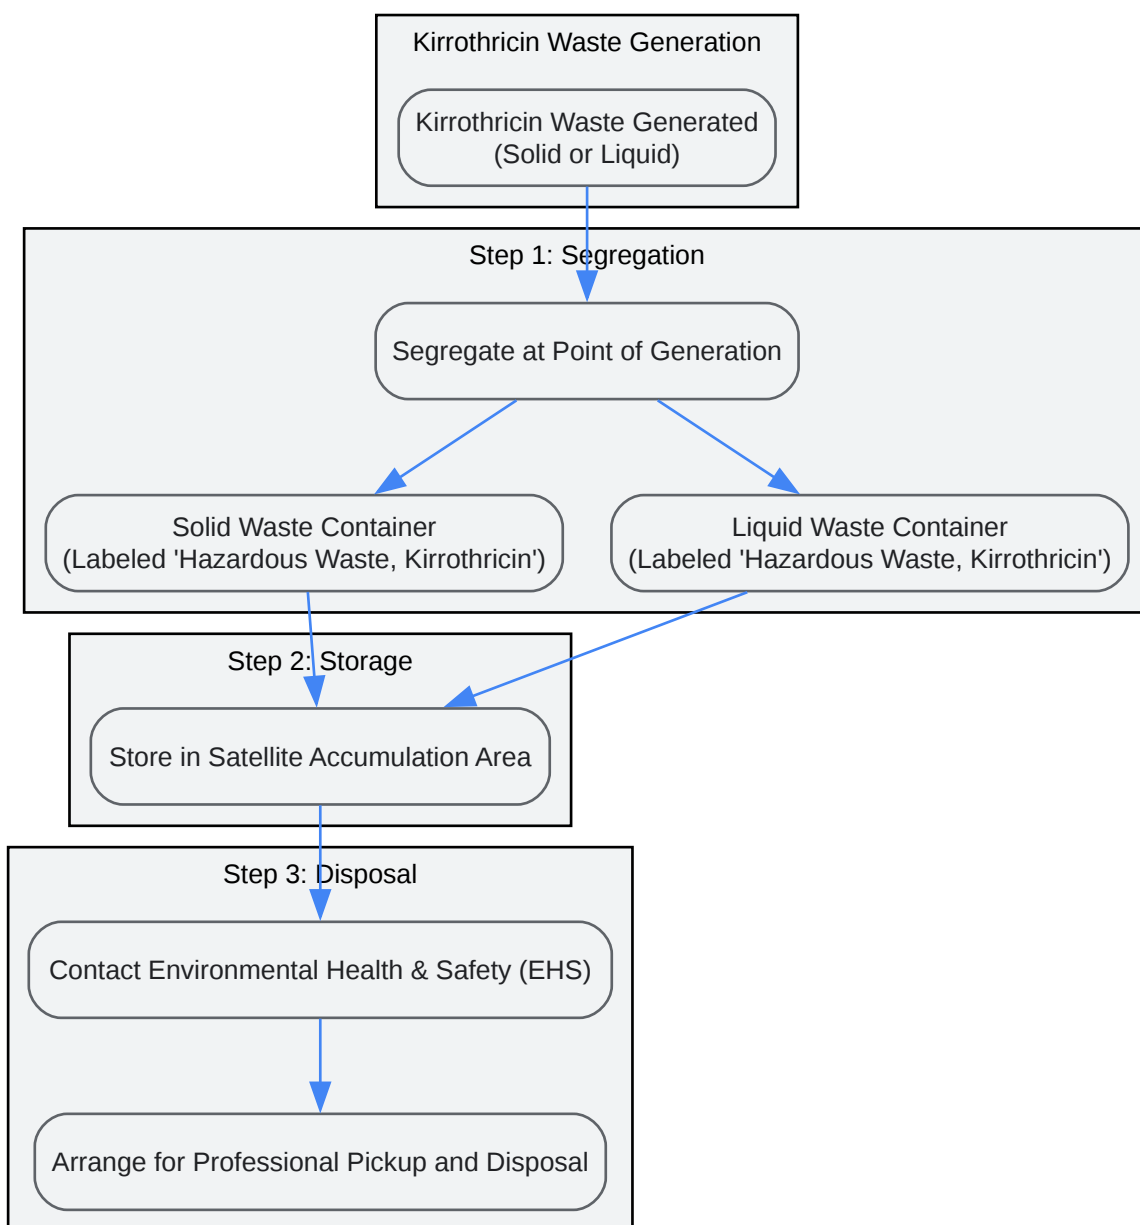 Kirrothricin Waste Generation
Kirrothricin Waste Generated
(Solid or Liquid)
Step 1: Segregation
Segregate at Point of Generation
Solid Waste Container
(Labeled 'Hazardous Waste, Kirrothricin')
Liquid Waste Container
(Labeled 'Hazardous Waste, Kirrothricin')
Step 2: Storage
Store in Satellite Accumulation Area
Step 3: Disposal
Contact Environmental Health & Safety (EHS)
Arrange for Professional Pickup and Disposal